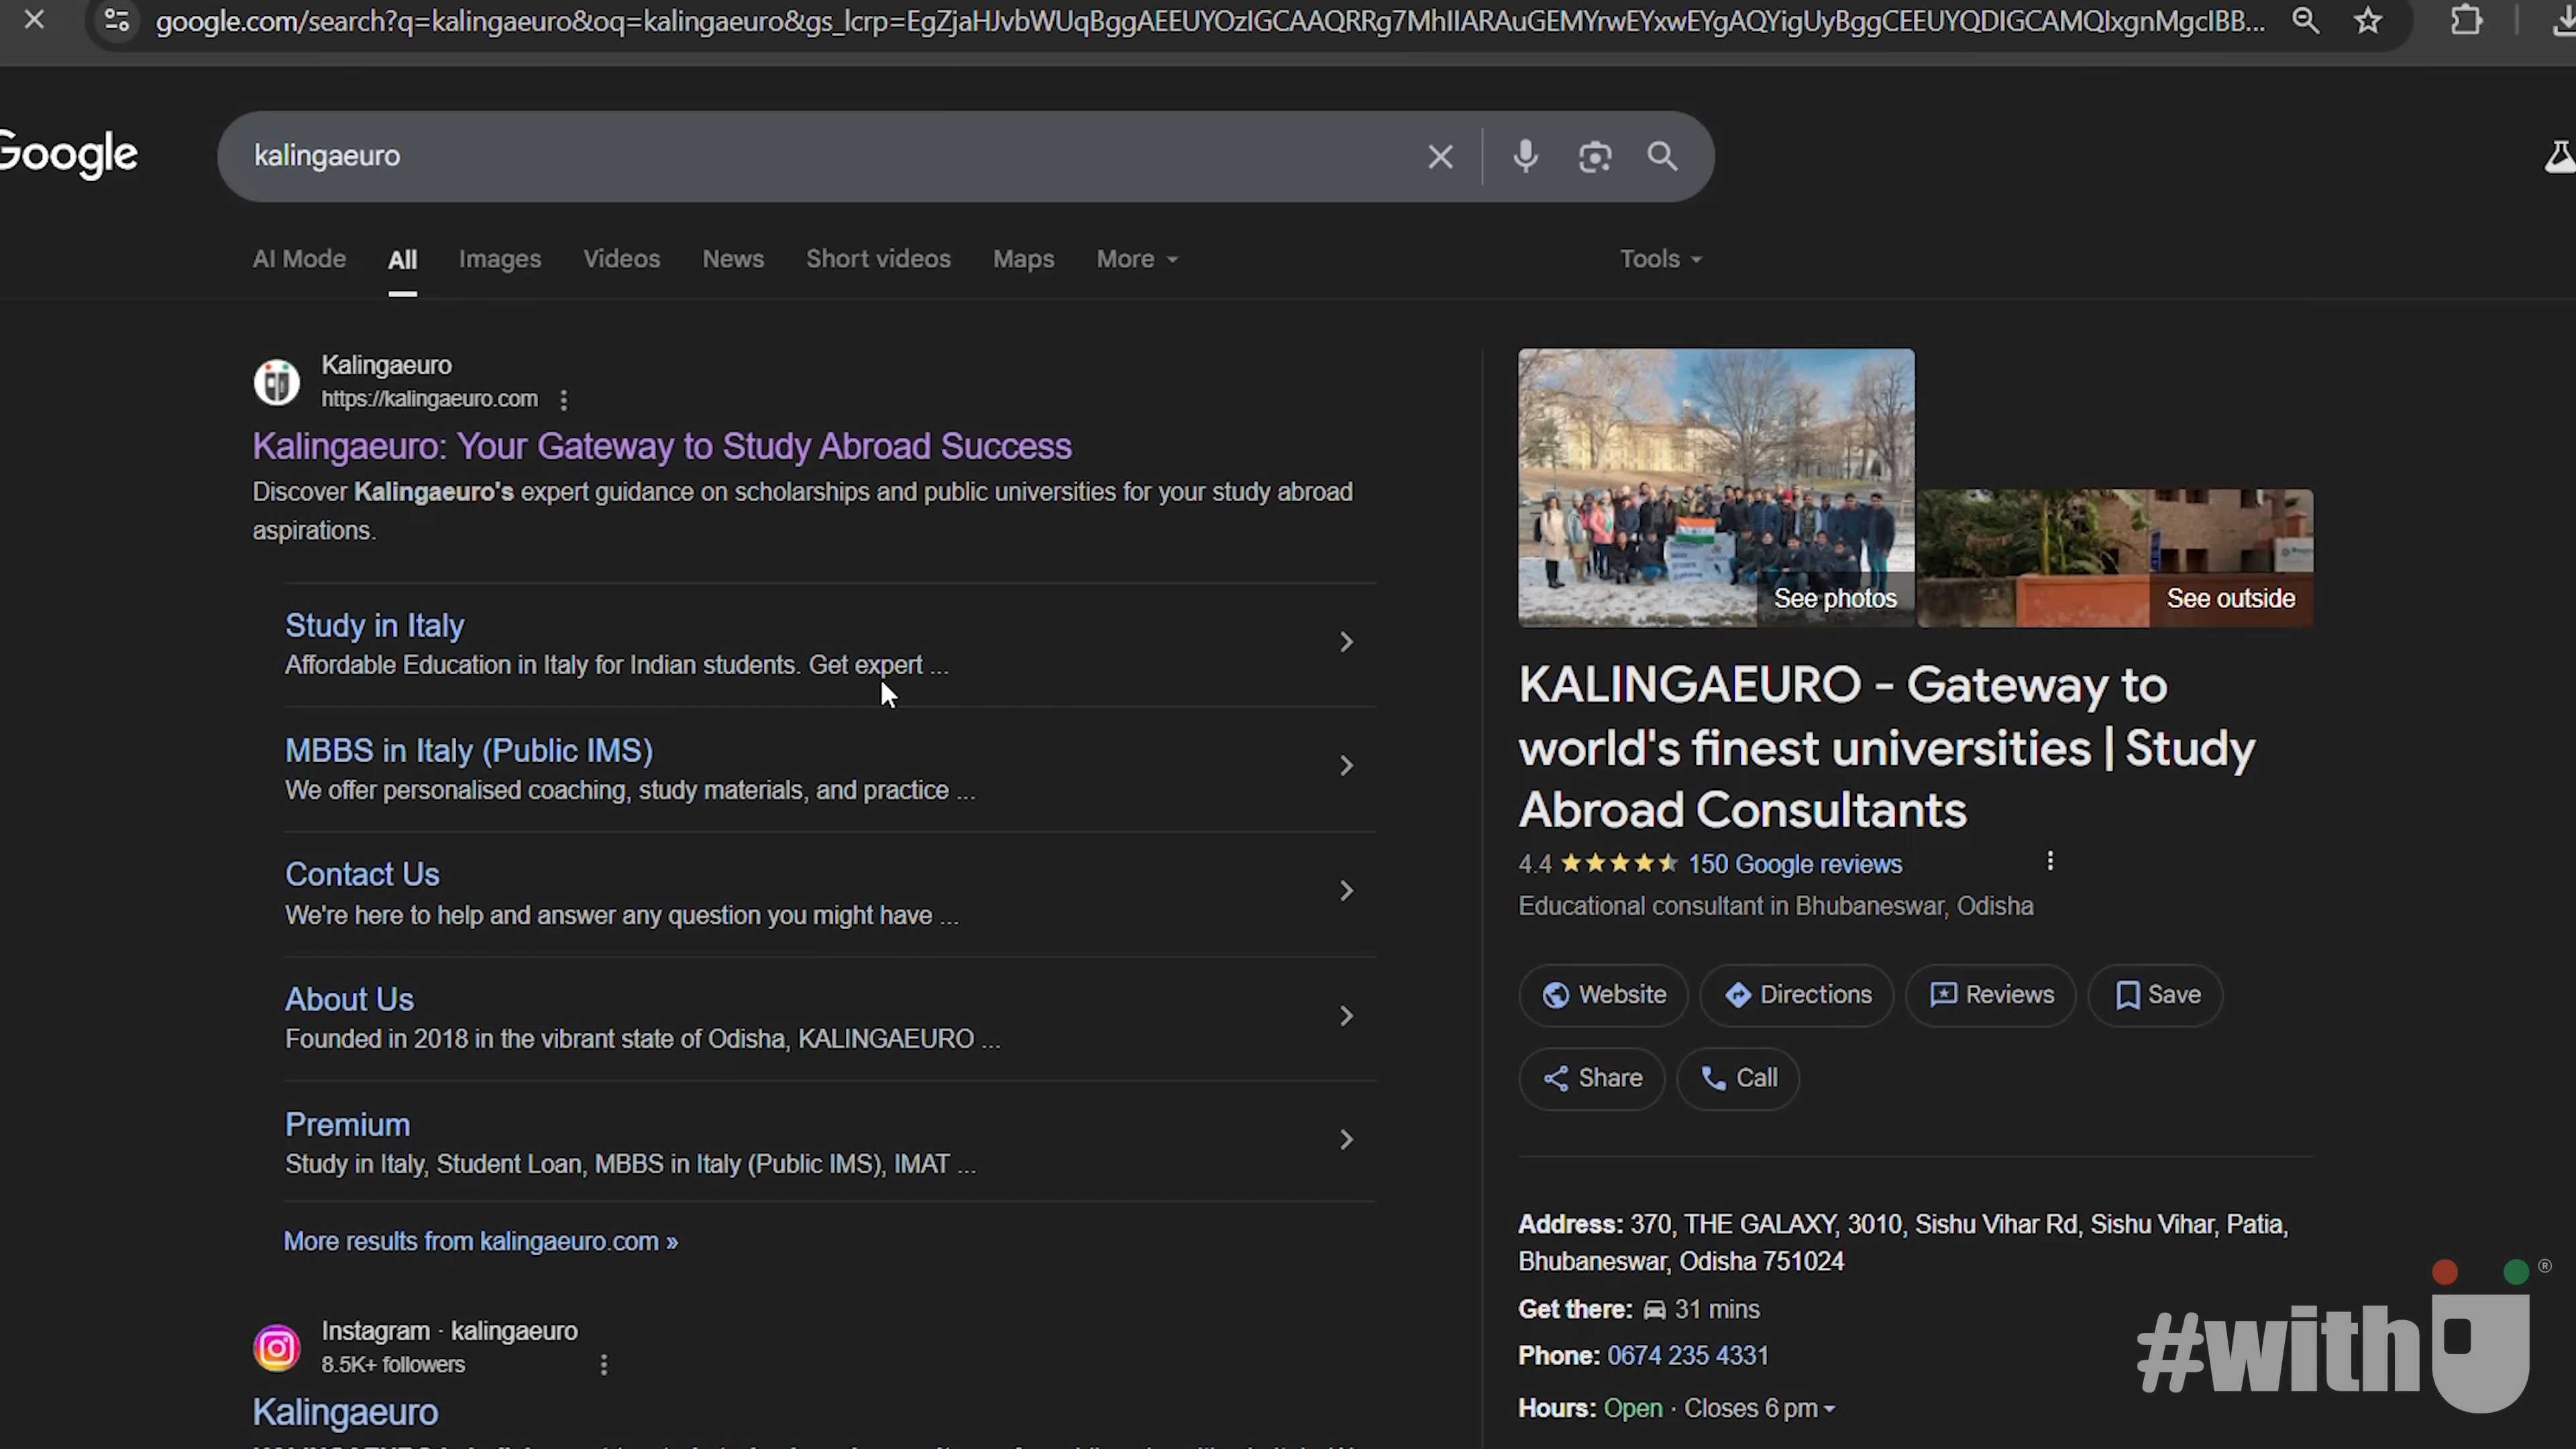 google.com/search?q=kalingaeuro&oq=kalingaeuro&gs_lcrp=EgZjaHJvbWUqBggAEEUYOzIGCAAQRRg7MhIIARAuGEMYrwEYxwEYgAQYigUyBggCEEUYQDIGCAMQIxgnMgcIBB...
Google
kalingaeuro
AI Mode All Images Videos News Short videos Maps More Tools
Kalingaeuro
https://kalingaeuro.com
Kalingaeuro: Your Gateway to Study Abroad Success
Discover Kalingaeuro's expert guidance on scholarships and public universities for your study abroad
aspirations.
Study in Italy
Affordable Education in Italy for Indian students. Get expert ...
MBBS in Italy (Public IMS)
We offer personalised coaching, study materials, and practice ...
Contact Us
We're here to help and answer any question you might have ...
About Us
Founded in 2018 in the vibrant state of Odisha, KALINGAEURO ...
Premium
Study in Italy, Student Loan, MBBS in Italy (Public IMS), IMAT ...
More results from kalingaeuro.com »
Instagram · kalingaeuro
8.5K+ followers
Kalingaeuro
See photos
See outside
KALINGAEURO - Gateway to
world's finest universities | Study
Abroad Consultants
4.4 150 Google reviews
Educational consultant in Bhubaneswar, Odisha
Website Directions Reviews Save
Share Call
Address: 370, THE GALAXY, 3010, Sishu Vihar Rd, Sishu Vihar, Patia,
Bhubaneswar, Odisha 751024
Get there: 31 mins
Phone: 0674 235 4331
Hours: Open · Closes 6 pm
#withU ®